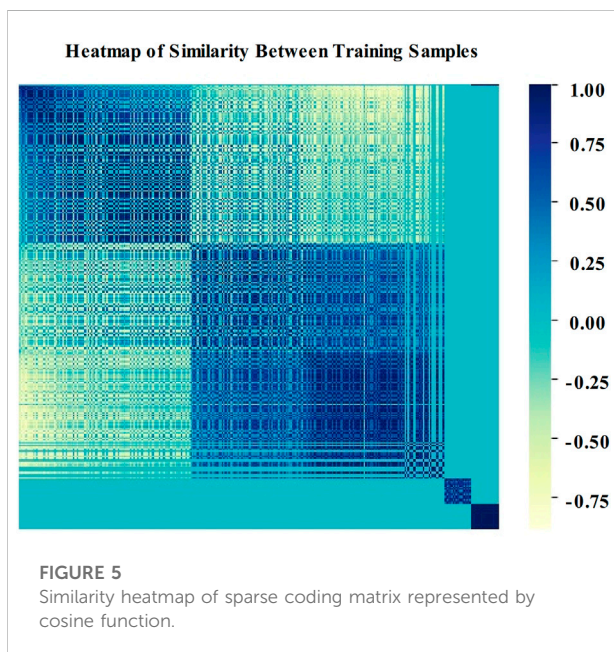 Heatmap of Similarity Between Training Samples
1.00
0.75
0.50
0.25
0.00
-0.25
-0.50
-0.75
FIGURE 5
Similarity heatmap of sparse coding matrix represented by
cosine function.